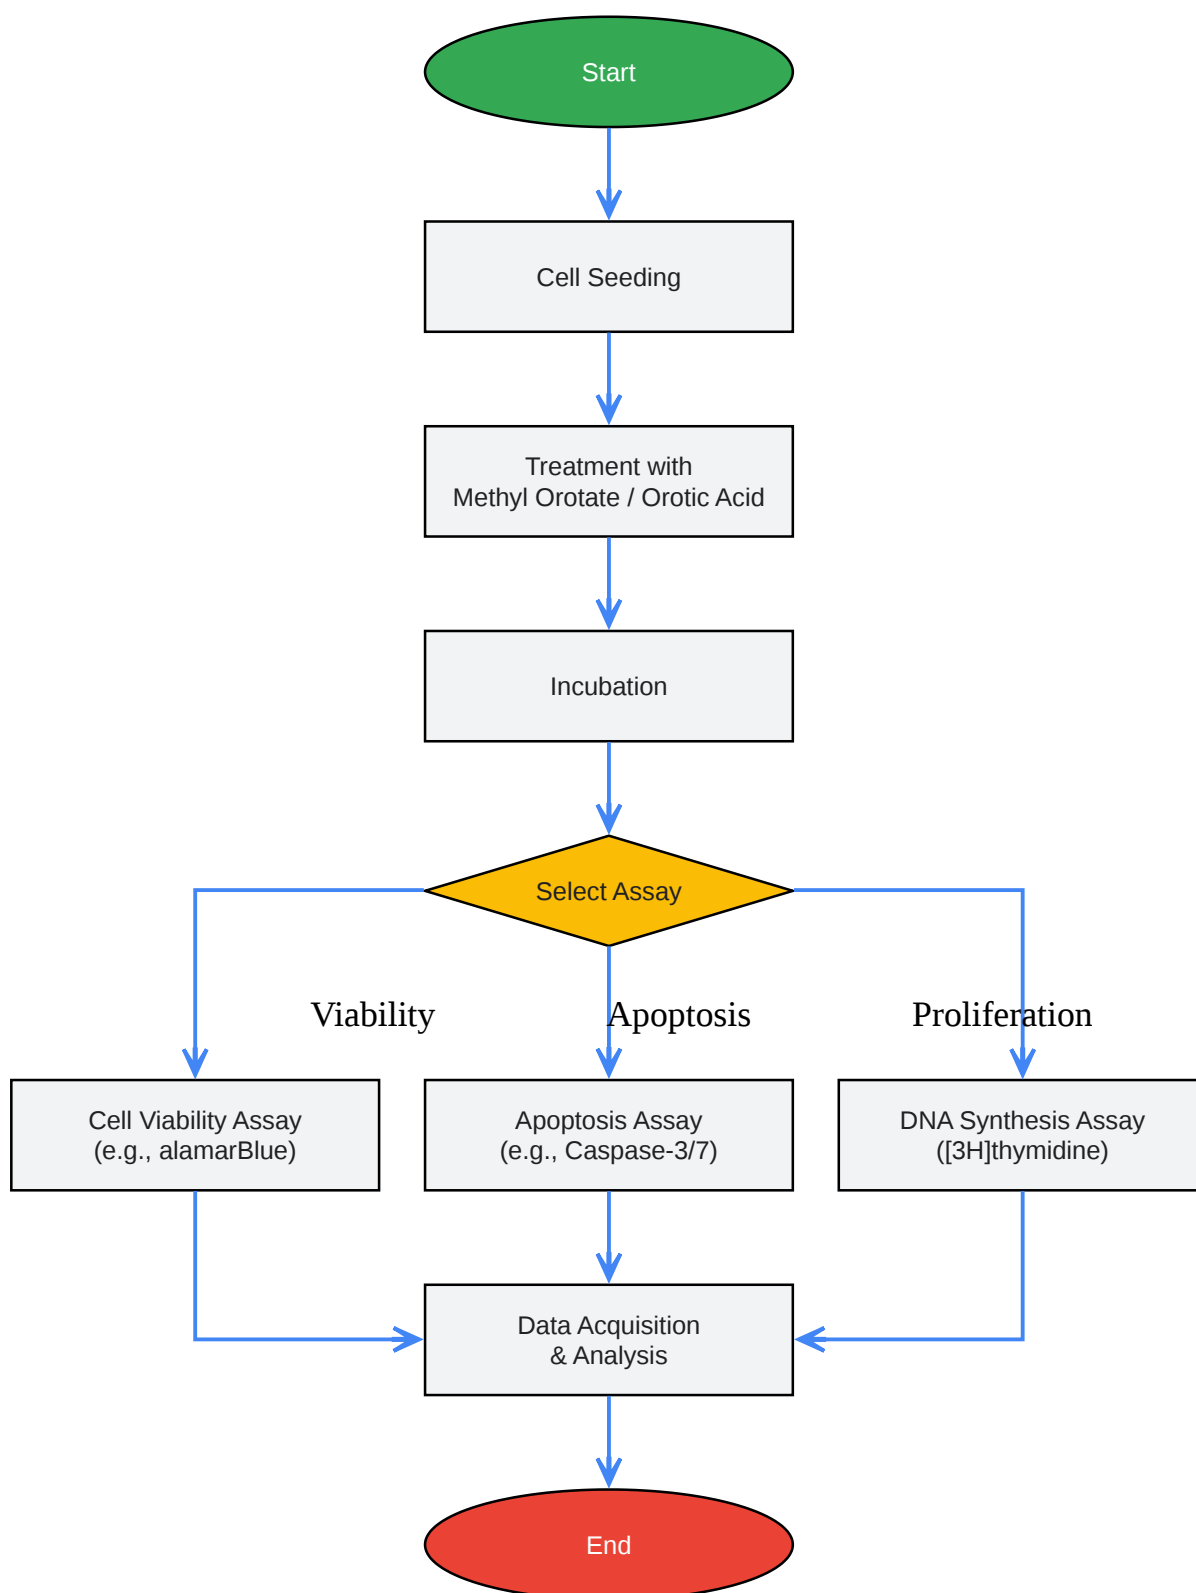 Start
Cell Seeding
Treatment with
Methyl Orotate / Orotic Acid
Incubation
Select Assay
Viability
Apoptosis
Proliferation
Cell Viability Assay
(e.g., alamarBlue)
Apoptosis Assay
(e.g., Caspase-3/7)
DNA Synthesis Assay
([3H]thymidine)
Data Acquisition
& Analysis
End